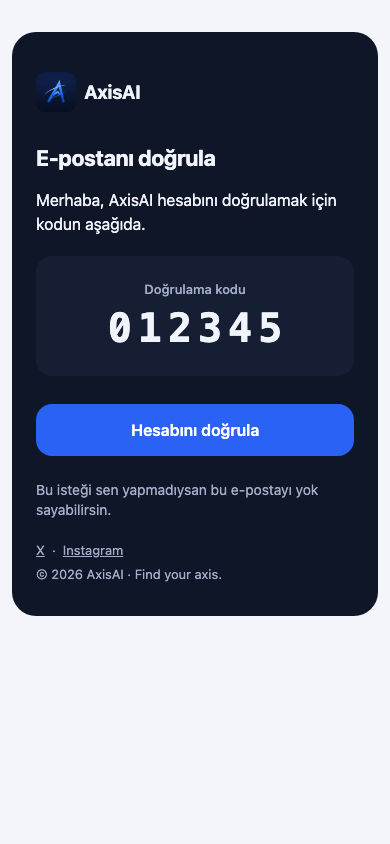 AxisAI
E-postanı doğrula
Merhaba, AxisAI hesabını doğrulamak için
kodun aşağıda.
Doğrulama kodu
012345
Hesabını doğrula
Bu isteği sen yapmadıysan bu e-postayı yok
sayabilirsin.
X · Instagram
© 2026 AxisAI · Find your axis.